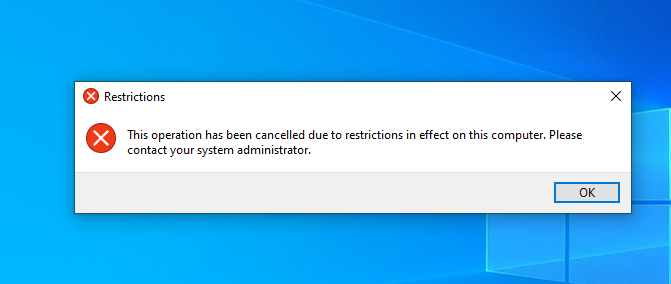 Restrictions
This operation has been cancelled due to restrictions in effect on this computer. Please
contact your system administrator.
OK